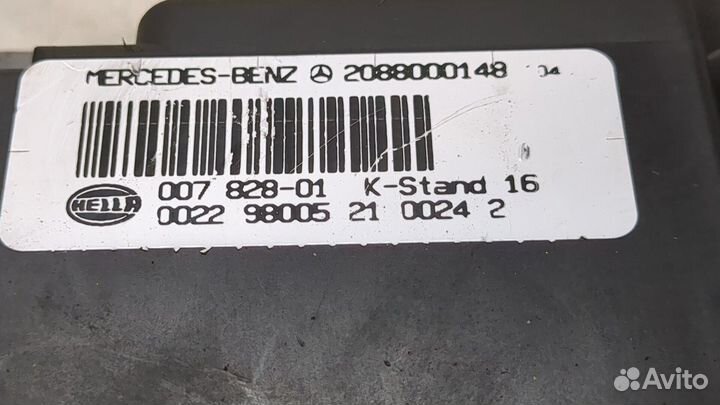 MERCEDES-BENZ 2088000148 04
HELLA
007 828-01 K-Stand 16
0022 98005 21 0024 2
Avito